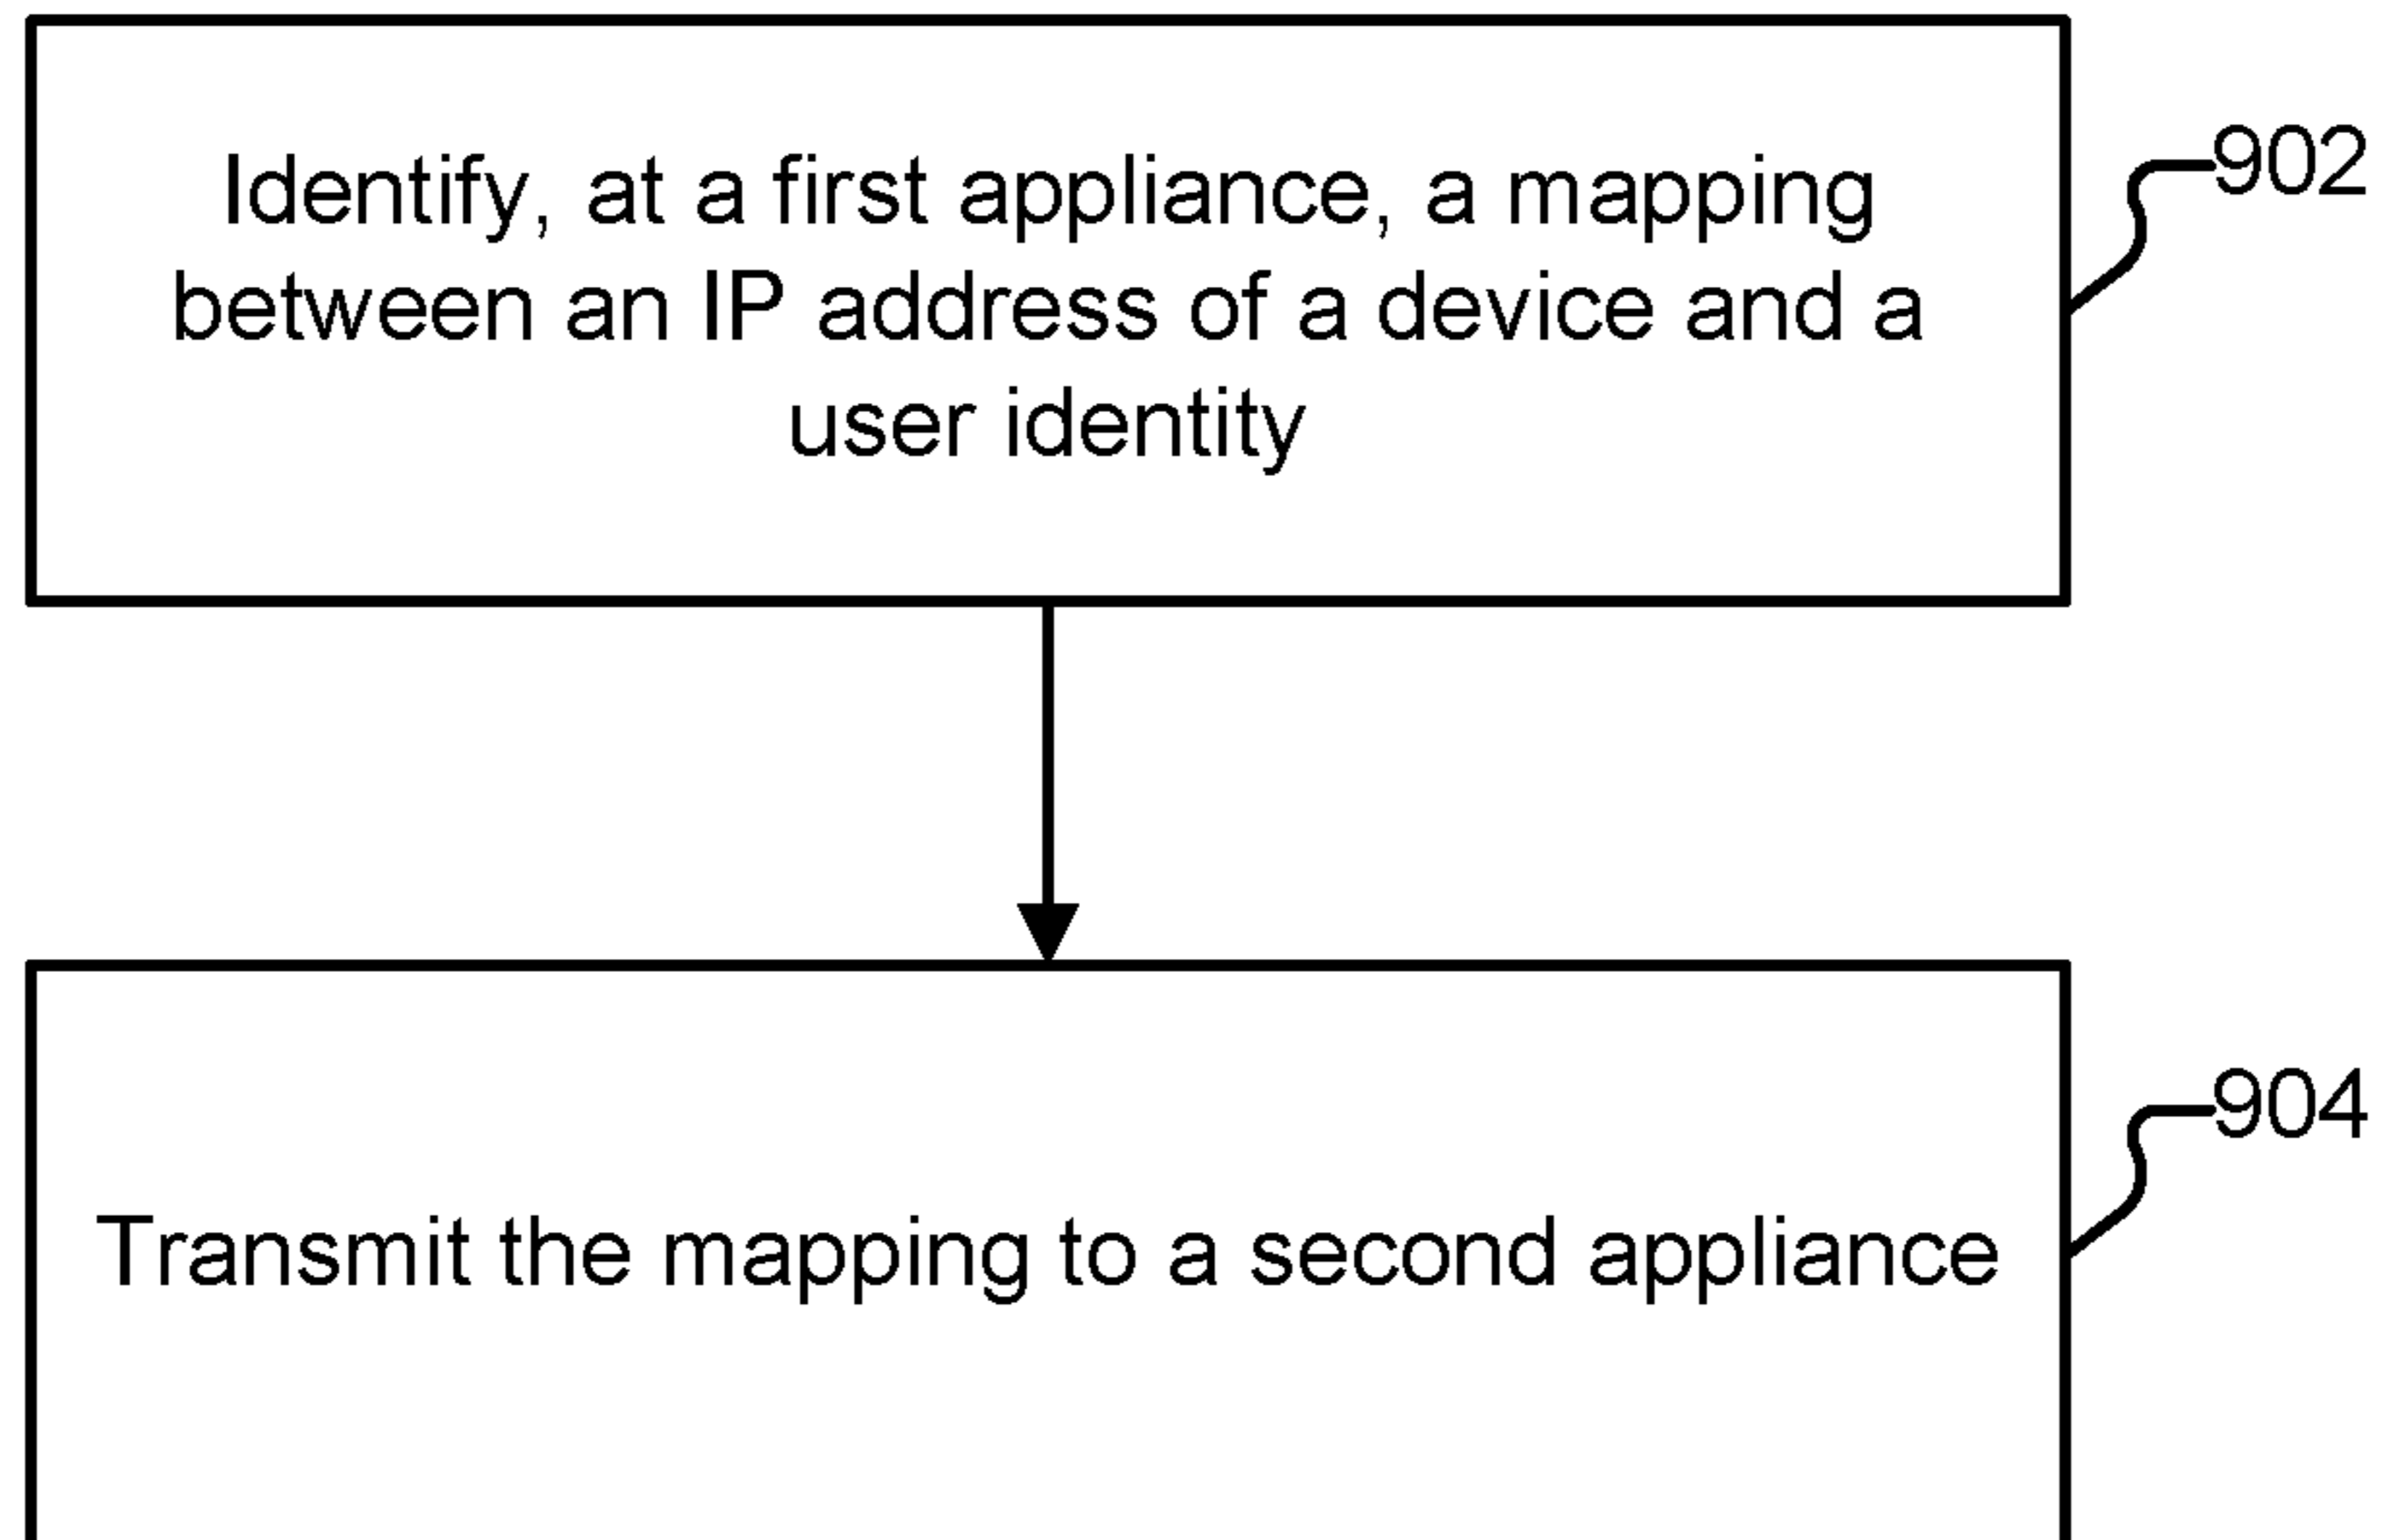 Identify, at a first appliance, a mapping
between an IP address of a device and a
user identity
902
Transmit the mapping to a second appliance
904